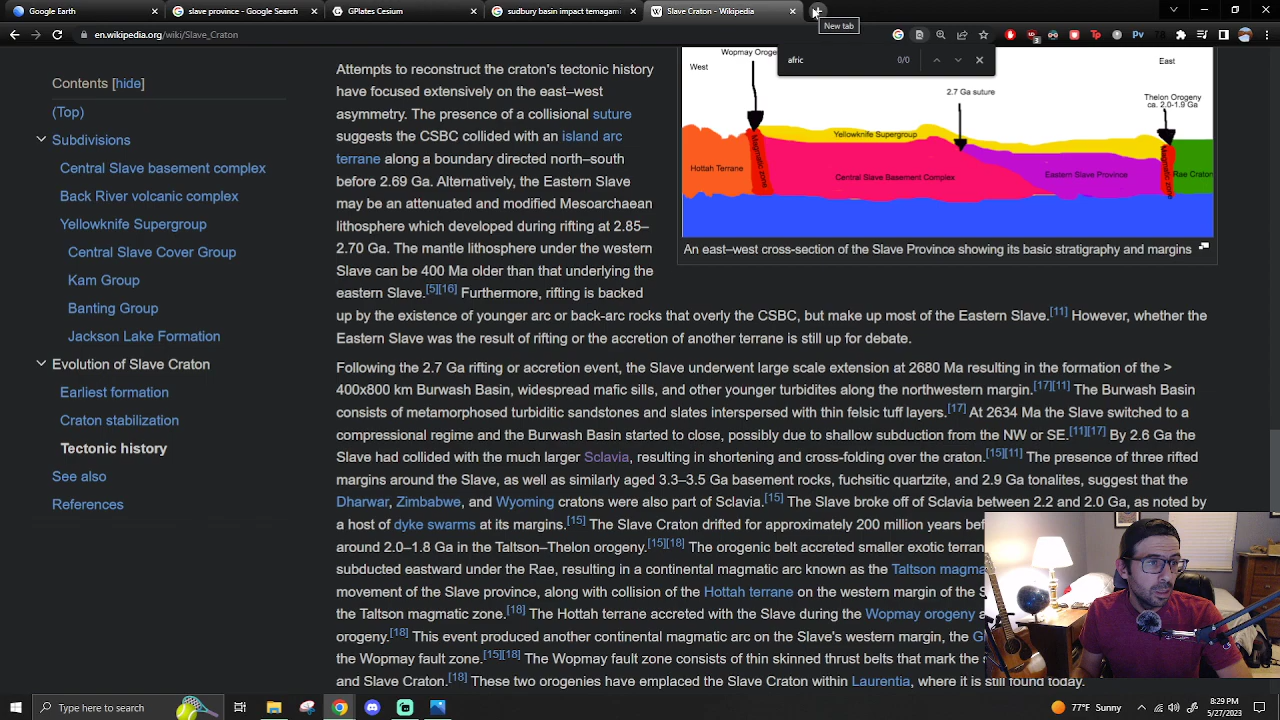 Google Earth
slave province - Google Search
GPlates Cesium
sudbury basin impact temagami
Slave Craton - Wikipedia
New tab
en.wikipedia.org/wiki/Slave_Craton
afric
0/0
Contents [hide]
(Top)
Subdivisions
Central Slave Basement complex
Back River volcanic complex
Yellowknife Supergroup
Central Slave Cover Group
Kam Group
Banting Group
Jackson Lake Formation
Evolution of Slave Craton
Earliest formation
Craton stabilization
Tectonic history
See also
References
Attempts to reconstruct the craton's tectonic history
have focused extensively on the east–west
asymmetry. The presence of a collisional suture
suggests the CSBC collided with an island arc
terne
along a N–S
Alternatively, the Eastern Slave
may be an attenuated and modified Mesoarchaean
lithosphere which developed during rifting at 2.85–
2.70 Ga. The mantle lithosphere under the western
Slave can be 400 Ma older than that underlying the
eastern Slave.[5][16] Furthermore, rifting is backed
up by the existence of younger arc or back-arc rocks that overly the CSBC, but make up most of the Eastern Slave.[11] However, whether the
Eastern Slave was the result of rifting or the accretion of another terrane is still up for debate.
Wopmay Oroge
West
East
2.7 Ga suture
Thelon Orogeny
ca. 2.0-1.9 Ga
Yellowknife Supergroup
Hottah Terrane
Magmatic zone
Central Slave Basement Complex
Eastern Slave Province
Magmatic zone
Rae Craton
An east–west cross-section of the Slave Province showing its basic stratigraphy and margins
Following the 2.7 Ga rifting or accretion event, the Slave underwent large scale extension at 2680 Ma resulting in the formation of the >
400x800 km Burwash Basin, widespread mafic sills, and other younger turbidites along the northwestern margin.[17][11] The Burwash Basin
consists of metamorphosed turbiditic sandstones and slates interspersed with thin felsic tuff layers.[17] At 2634 Ma the Slave switched to a
compressional regime and the Burwash Basin started to close, possibly due to shallow subduction from the NW or SE.[11][17] By 2.6 Ga the
Slave had collided with the much larger Sclavia, resulting in shortening and cross-folding over the craton.[15][11] The presence of three rifted
margins around the Slave, as well as similarly aged 3.3–3.5 Ga basement rocks, fuchsitic quartzite, and 2.9 Ga tonalites, suggest that the
Dharwar, Zimbabwe, and Wyoming cratons were also part of Sclavia.[15] The Slave broke off of Sclavia between 2.2 and 2.0 Ga, as noted by
a host of dyke swarms at its margins.[15] The Slave Craton drifted for approximately 200 million years bef
around 2.0–1.8 Ga in the Taltson–Thelon orogeny.[15][18] The orogenic belt accreted smaller exotic terran
subducted eastward under the Rae, resulting in a continental magmatic arc known as the Taltson magma
emplacement of the Slave province, along with collision of Hottah terrane on the western margin of the S
the Taltson magmatic zone.[18] The Hottah terrane accreted with the Slave during the Wopmay orogeny a
orogeny.[18] This event produced another continental magmatic region on the Slave's western margin, the G
the Wopmay fault zone.[15][18] The Wopmay fault zone contains extensive thinskinned thrust belts that mark the s
and Slave Craton.[18] These two orogenies have emplaced the Slave Craton within Laurentia, where it is still found today.
Type here to search
77°F Sunny
8:29 PM
5/27/2023